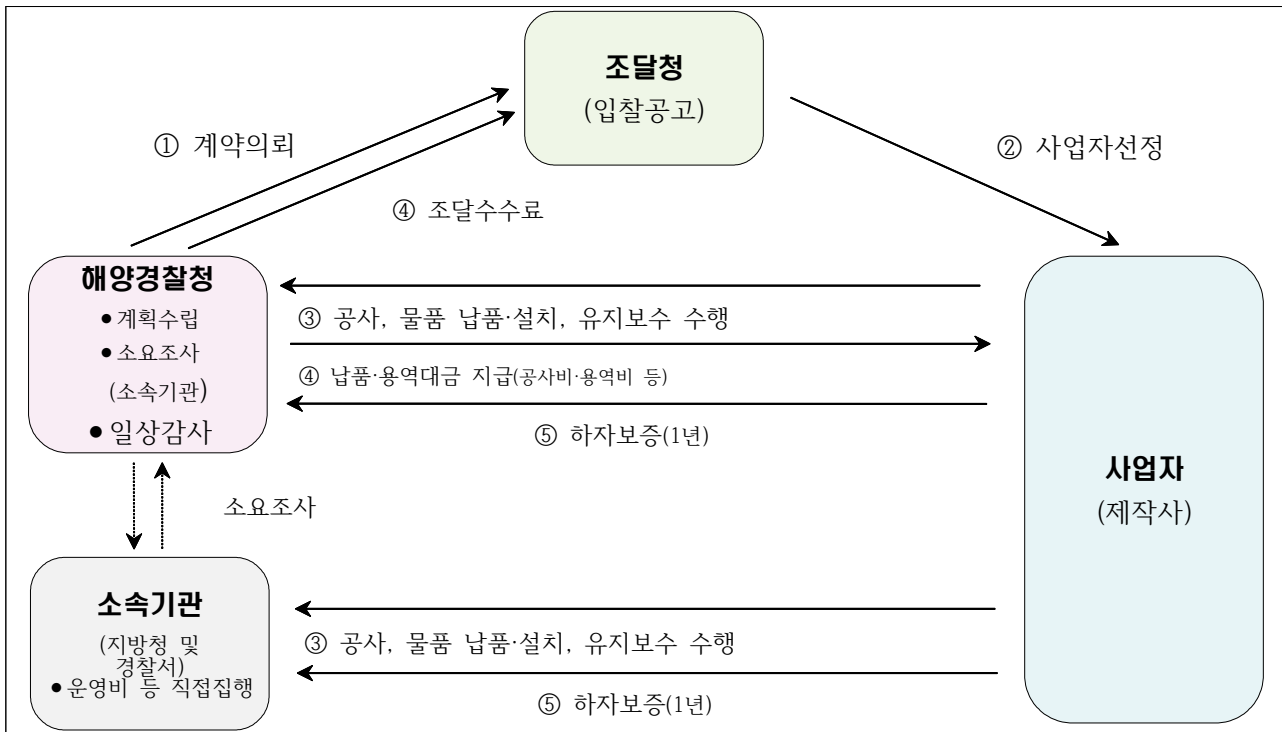 조달청
(입찰공고)
① 계약의뢰
② 사업자선정
④ 조달수수료
해양경찰청
● 계획수립
● 소요조사
(소속기관)
● 일상감사
③ 공사, 물품 납품·설치, 유지보수 수행
④ 납품·용역대금 지급(공사비·용역비 등)
⑤ 하자보증(1년)
사업자
(제작사)
소요조사
소속기관
(지방청 및
경찰서)
● 운영비 등 직접집행
③ 공사, 물품 납품·설치, 유지보수 수행
⑤ 하자보증(1년)